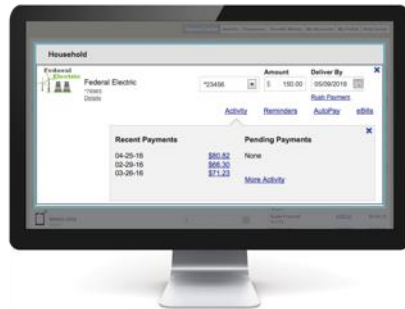 Household
Federal
Electric
Federal Electric
Details
*23456
Amount
$ 150.00
Deliver By
05/09/2016
Rush Payment
Activity Reminders AutoPay eBills
Recent Payments Pending Payments
04-25-16 $80.82 None
02-29-16 $66.30
03-26-16 $71.23
More Activity